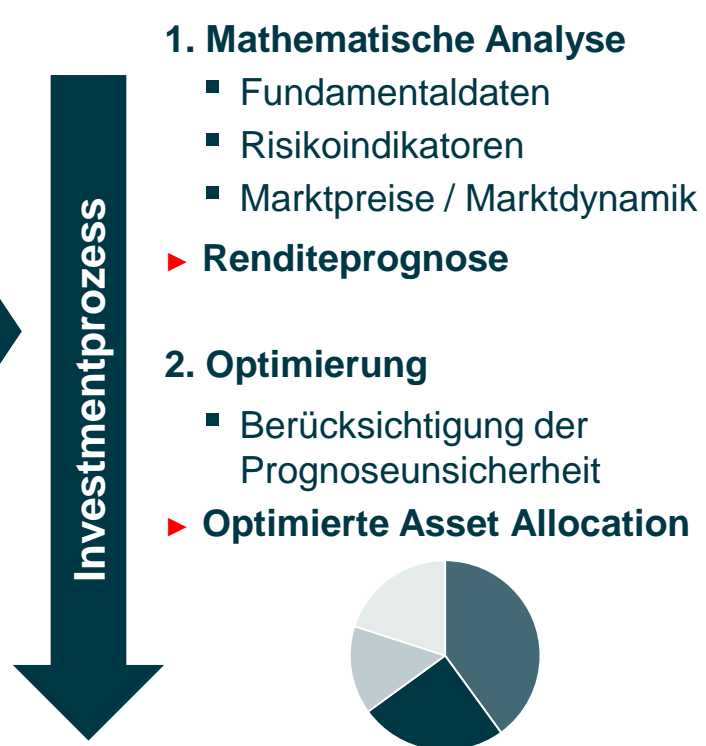 Investmentprozess
1. Mathematische Analyse
▪ Fundamentaldaten
▪ Risikoindikatoren
▪ Marktpreise / Marktdynamik
► Renditeprognose
2. Optimierung
▪ Berücksichtigung der
Prognoseunsicherheit
► Optimierte Asset Allocation